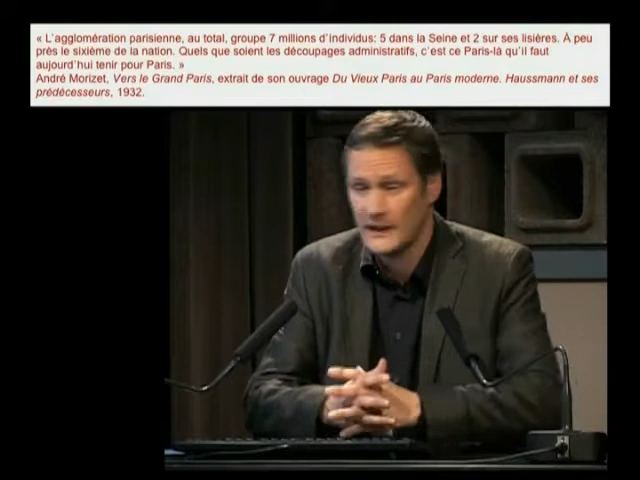 « L'agglomération parisienne, au total, groupe 7 millions d'individus: 5 dans la Seine et 2 sur ses lisières. À peu
près le sixième de la nation. Quels que soient les découpages administratifs, c'est ce Paris-là qu'il faut
aujourd'hui tenir pour Paris. »
André Morizet, Vers le Grand Paris, extrait de son ouvrage Du Vieux Paris au Paris moderne. Haussmann et ses
prédécesseurs, 1932.